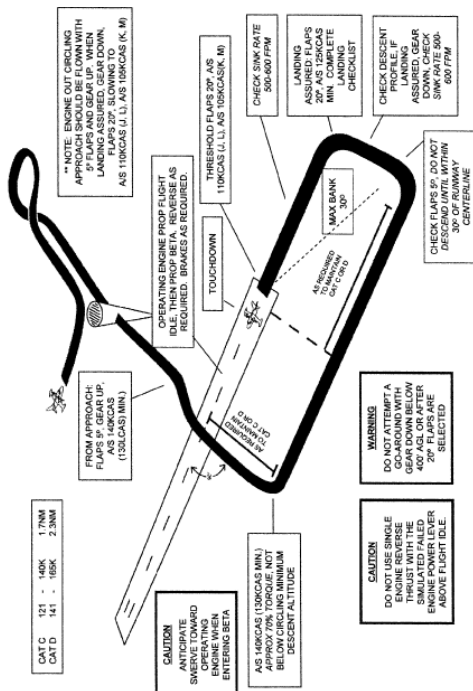 CAT C 121 - 140K 1.7NM
CAT D 141 - 165K 2.3NM
** NOTE: ENGINE OUT CIRCLING
APPROACH SHOULD BE FLOWN WITH
5° FLAPS AND GEAR UP. WHEN
LANDING ASSURED, GEAR DOWN,
FLAPS 20°, SLOWING TO
A/S 110KCAS (J, L), A/S 105KCAS (K, M)
FROM APPROACH:
FLAPS 5°, GEAR UP,
A/S 140KCAS
(130LCAS) MIN.)
CAUTION
ANTICIPATE
SWERVE TOWARD
OPERATING
ENGINE WHEN
ENTERING BETA
OPERATING ENGINE PROP FLIGHT
IDLE, THEN PROP BETA. REVERSE AS
REQUIRED. BRAKES AS REQUIRED.
TOUCHDOWN
THRESHOLD FLAPS 20°, A/S
110KCAS (J, L), A/S 105KCAS(K, M)
AS REQUIRED
TO MAINTAIN
CAT C OR D
A/S 140KCAS (130KCAS MIN.)
APPROX 70% TORQUE, NOT
BELOW CIRCLING MINIMUM
DESCENT ALTITUDE
CHECK SINK RATE
500-600 FPM
LANDING
ASSURED: FLAPS
20°, A/S 125KCAS
MIN. COMPLETE
LANDING
CHECKLIST
MAX BANK
30°
AS REQUIRED
TO MAINTAIN
CAT C OR D
CHECK DESCENT
PROFILE, IF
LANDING
ASSURED, GEAR
DOWN, CHECK
SINK RATE 500-
600 FPM
CHECK FLAPS 5°, DO NOT
DESCEND UNTIL WITHIN
30° OF RUNWAY
CENTERLINE
WARNING
DO NOT ATTEMPT A
GO-AROUND WITH
GEAR DOWN BELOW
400' AGL OR AFTER
20° FLAPS ARE
SELECTED
CAUTION
DO NOT USE SINGLE
ENGINE REVERSE
THRUST WITH THE
SIMULATED FAILED
ENGINE POWER LEVER
ABOVE FLIGHT IDLE.